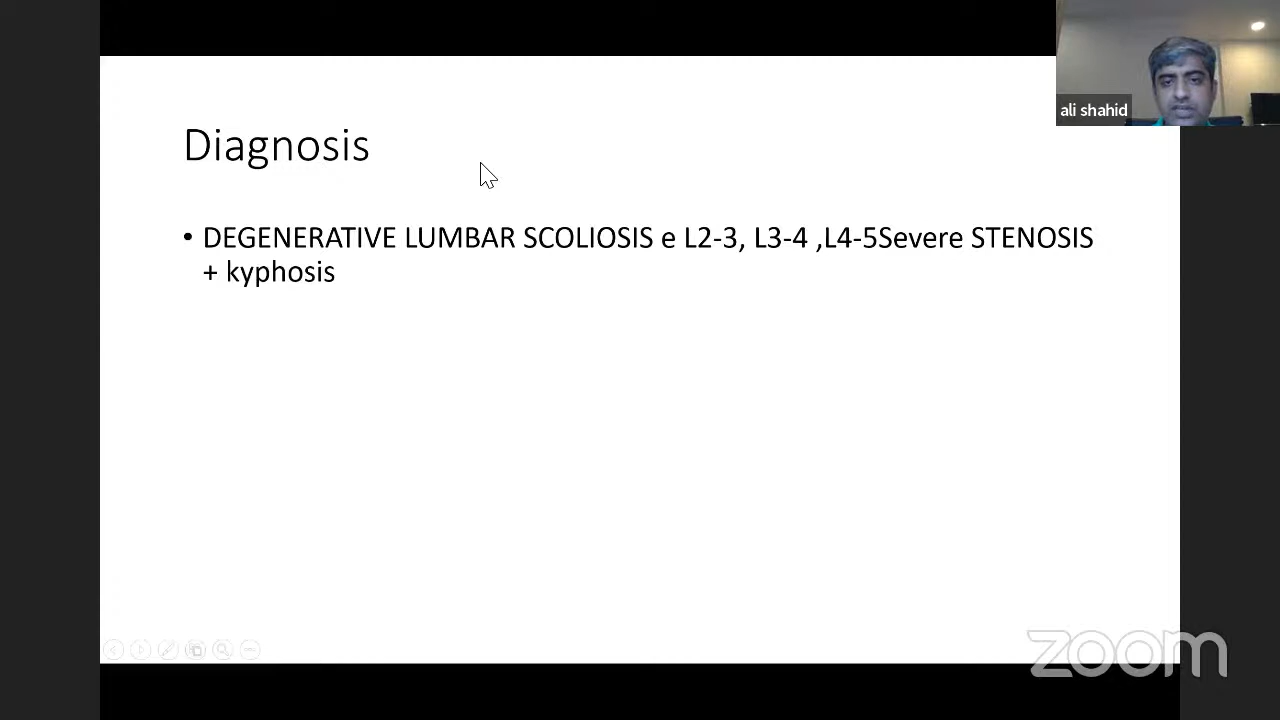 ali shahid
Diagnosis
• DEGENERATIVE LUMBAR SCOLIOSIS e L2-3, L3-4 ,L4-5Severe STENOSIS
+ kyphosis
zoom